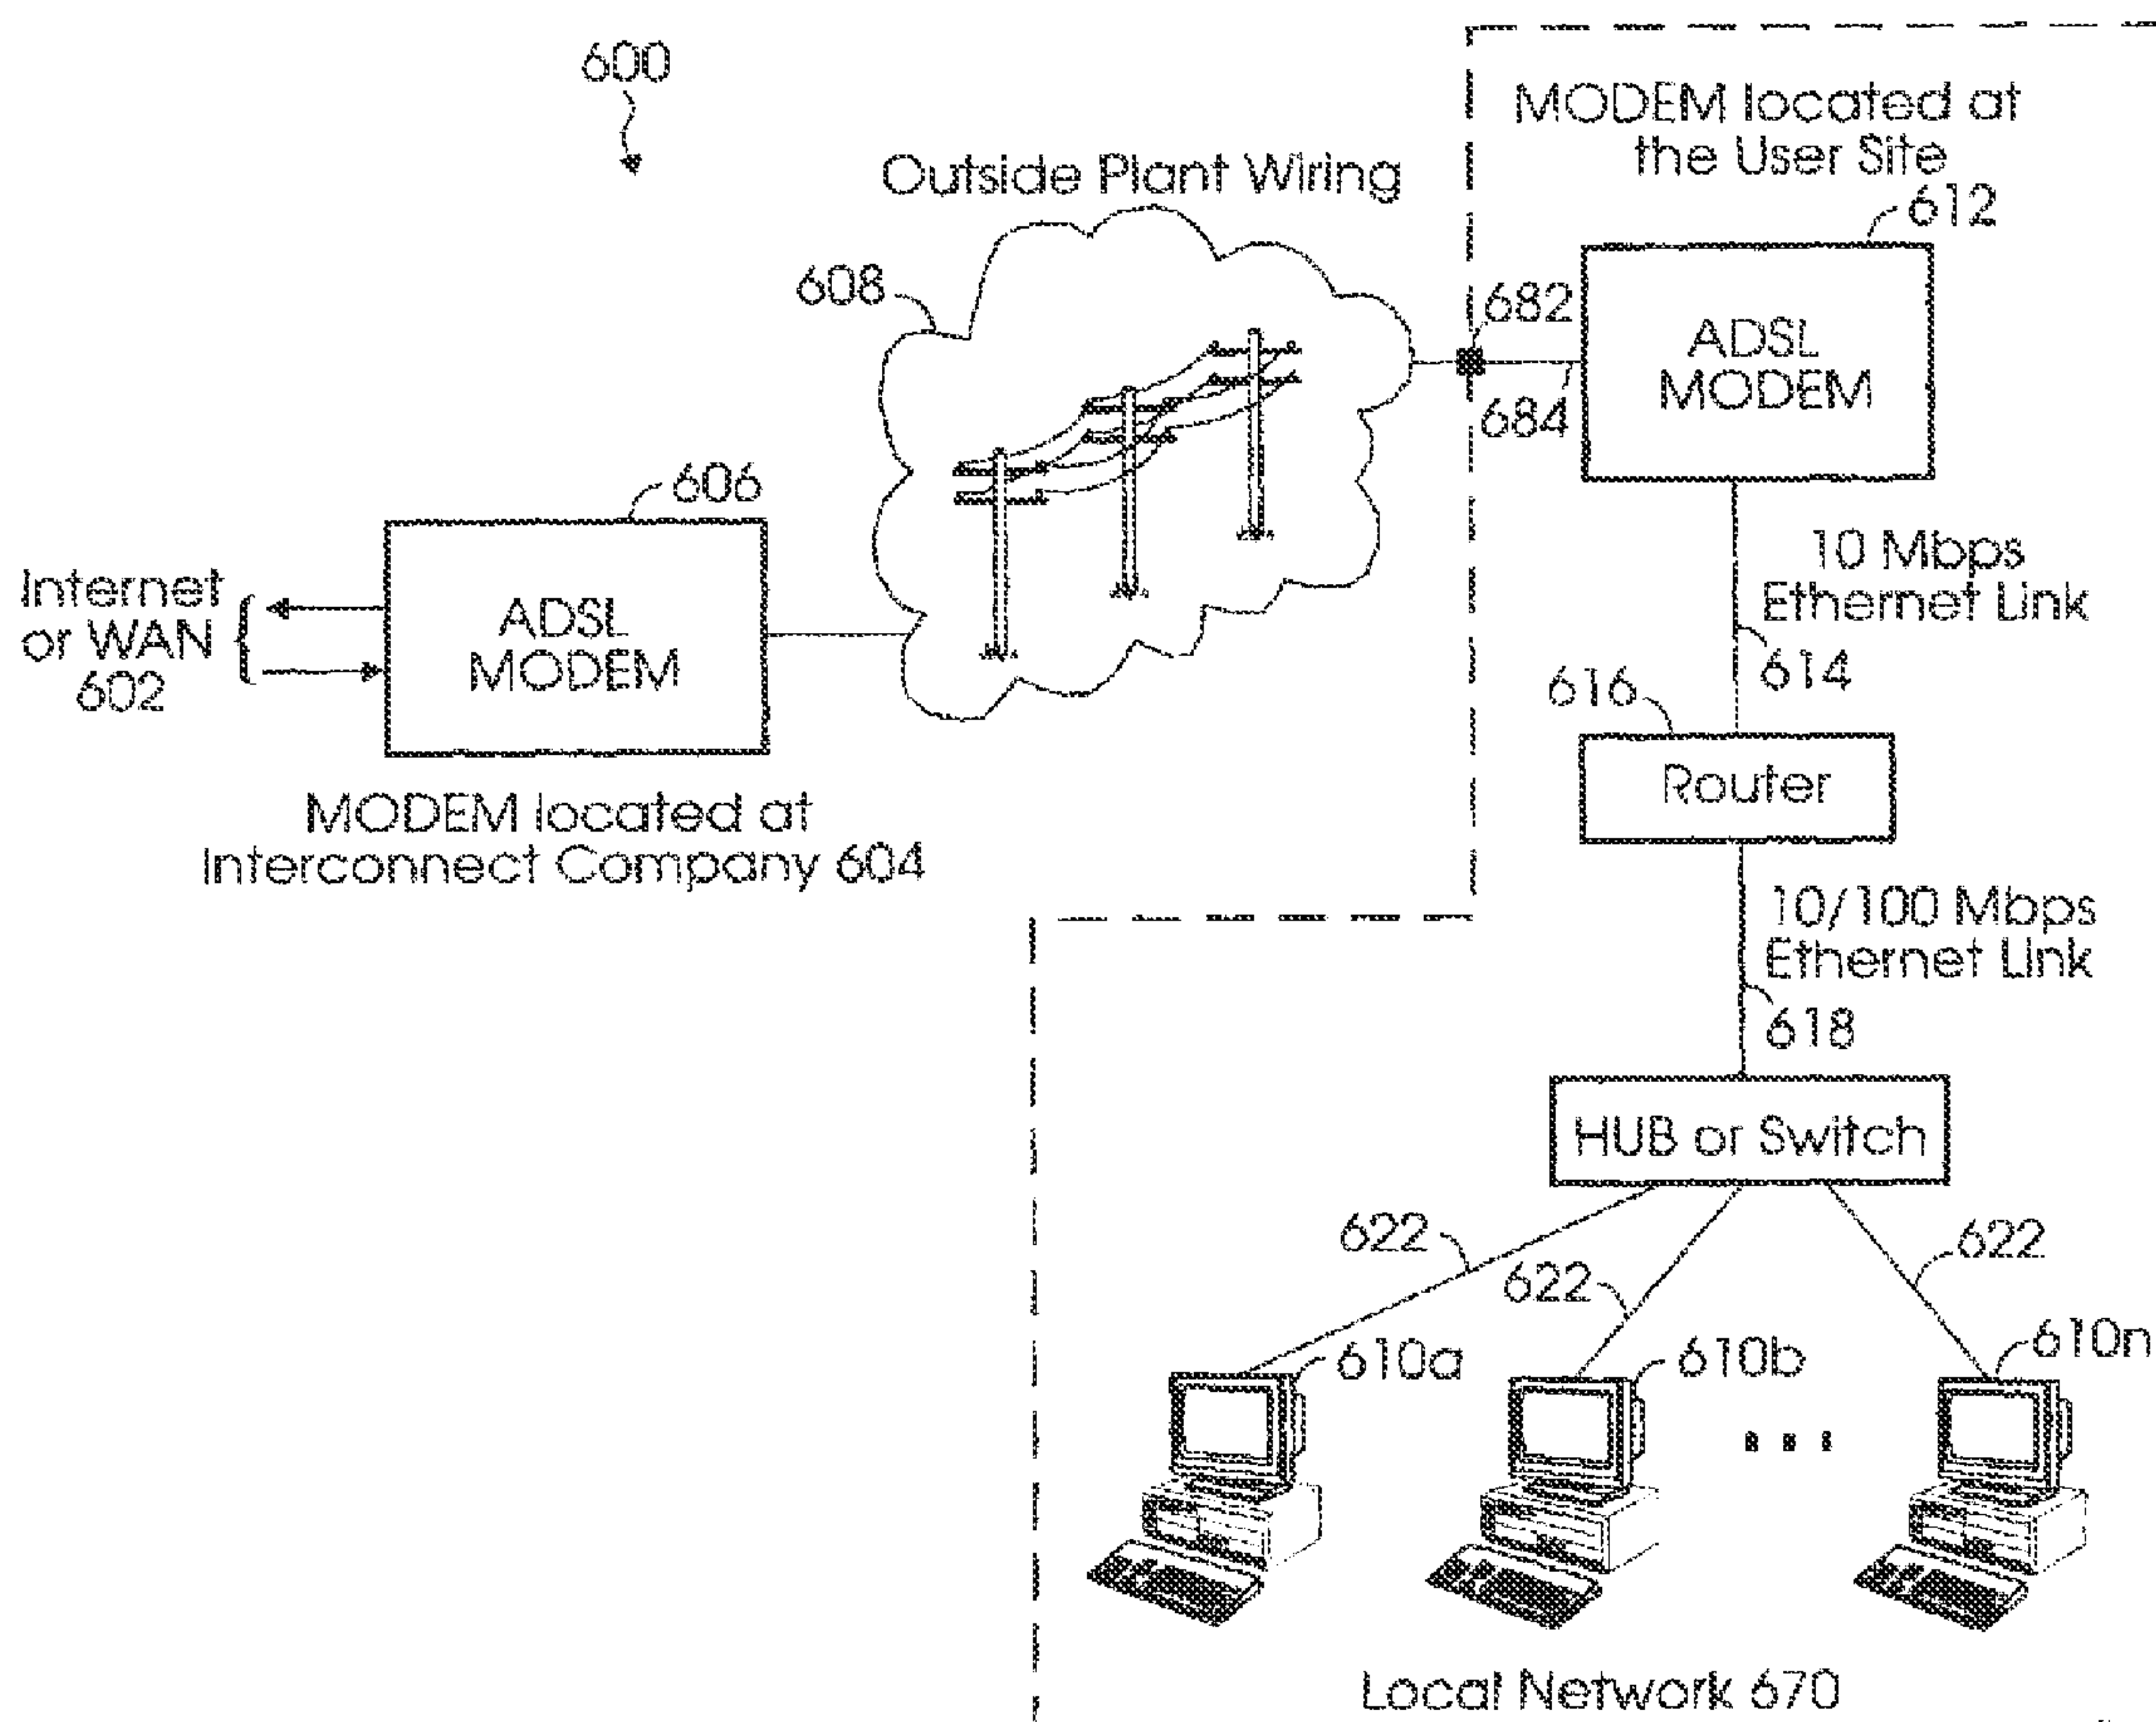 600
Outside Plant Wiring
608
MODEM located at
the User Site
612
682
684
ADSL
MODEM
606
Internet
or WAN
602
ADSL
MODEM
MODEM located at
Interconnect Company 604
10 Mbps
Ethernet Link
614
616
Router
10/100 Mbps
Ethernet Link
618
HUB or Switch
622
622
622
610a
610b
610n
Local Network 670